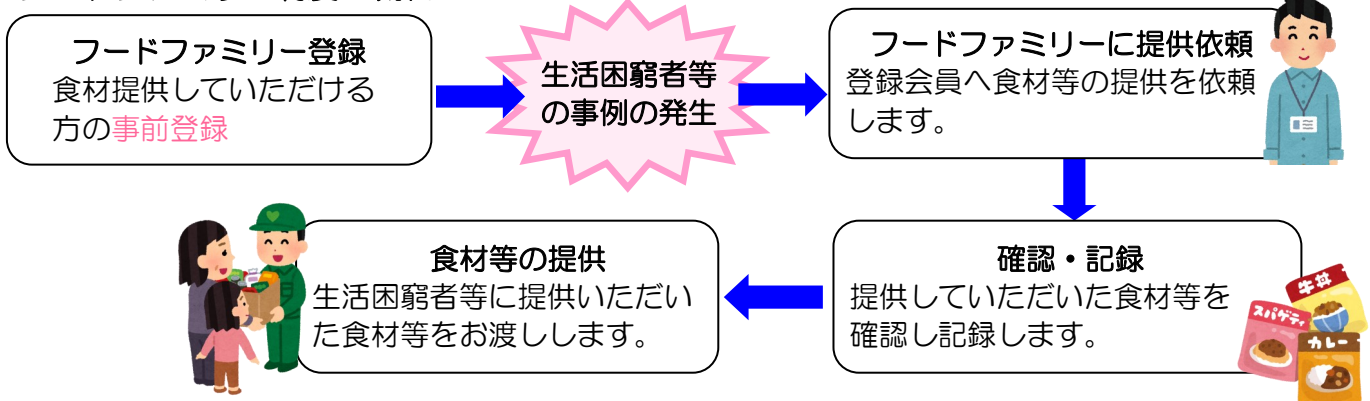 フードファミリー登録
食材提供していただける
方の事前登録
生活困窮者等
の事例の発生
フードファミリーに提供依頼
登録会員へ食材等の提供を依頼
します。
確認・記録
提供していただいた食材等を
確認し記録します。
牛丼
スパゲティ
カレー
食材等の提供
生活困窮者等に提供いただい
た食材等をお渡しします。